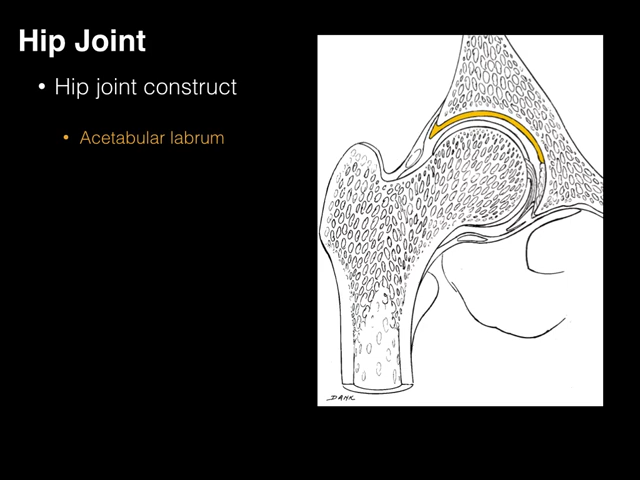 Hip Joint
• Hip joint construct
• Acetabular labrum
DAHK